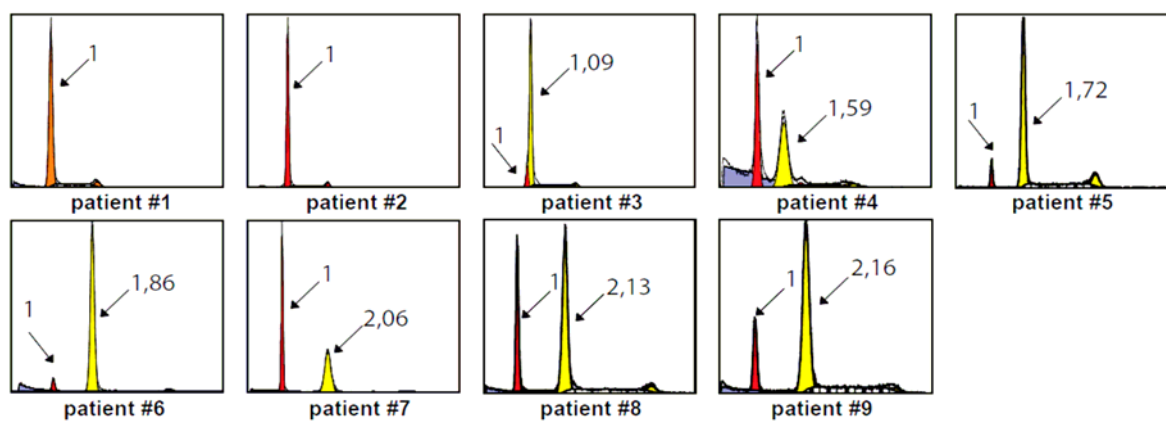 1
patient #1
1
patient #2
1,09
1
patient #3
1
1,59
patient #4
1
1,72
patient #5
1
1,86
patient #6
1
2,06
patient #7
1
2,13
patient #8
1
2,16
patient #9